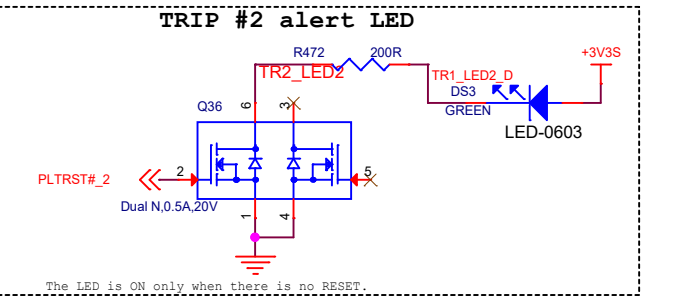 TRIP #2 alert LED
R472 200R +3V3S
TR2_LED2 TR1_LED2_D
DS3
GREEN
LED-0603
Q36 6 3
PLTRST#_2 2 5
Dual N,0.5A,20V
1 4
The LED is ON only when there is no RESET.